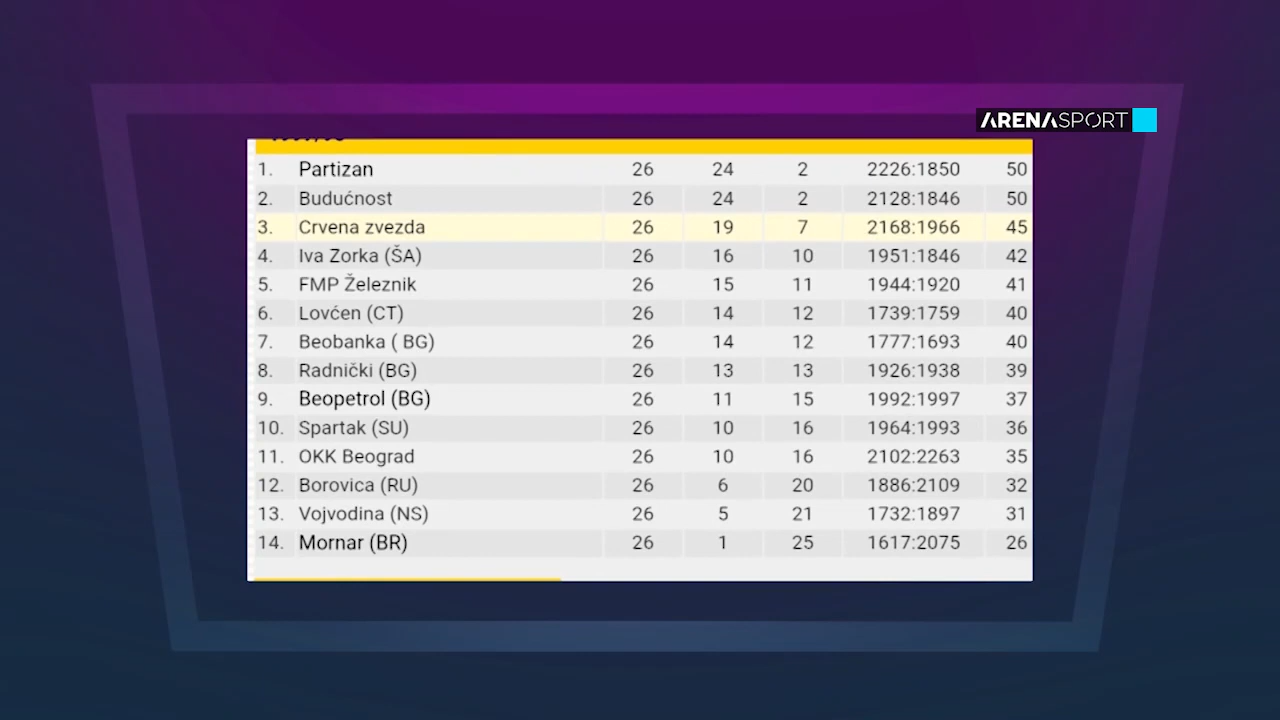 ARENASPORT
1. Partizan 26 24 2 2226:1850 50
2. Budućnost 26 24 2 2128:1846 50
3. Crvena zvezda 26 19 7 2168:1966 45
4. Iva Zorka (ŠA) 26 16 10 1951:1846 42
5. FMP Železnik 26 15 11 1944:1920 41
6. Lovćen (CT) 26 14 12 1739:1759 40
7. Beobanka ( BG) 26 14 12 1777:1693 40
8. Radnički (BG) 26 13 13 1926:1938 39
9. Beopetrol (BG) 26 11 15 1992:1997 37
10. Spartak (SU) 26 10 16 1964:1993 36
11. OKK Beograd 26 10 16 2102:2263 35
12. Borovica (RU) 26 6 20 1886:2109 32
13. Vojvodina (NS) 26 5 21 1732:1897 31
14. Mornar (BR) 26 1 25 1617:2075 26